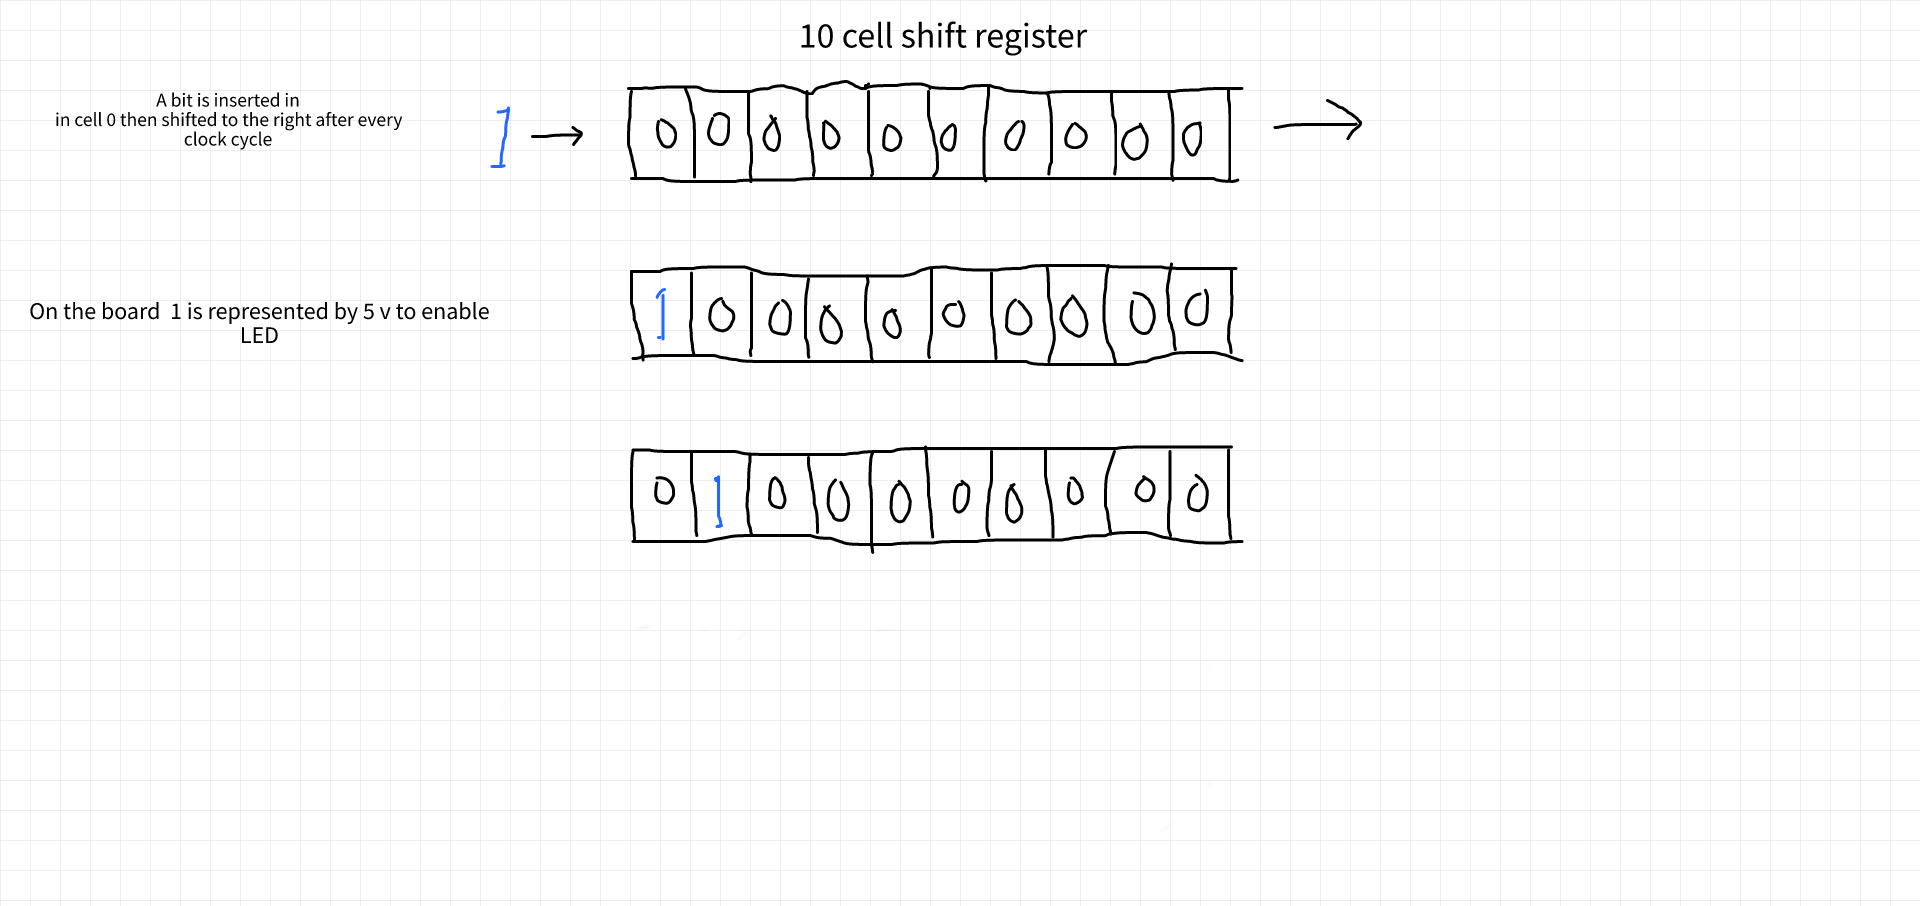 10 cell shift register
A bit is inserted in
in cell 0 then shifted to the right after every
clock cycle
1 0 0 0 0 0 0 0 0 0 0
On the board 1 is represented by 5 v to enable
LED
1 0 0 0 0 0 0 0 0 0
0 1 0 0 0 0 0 0 0 0